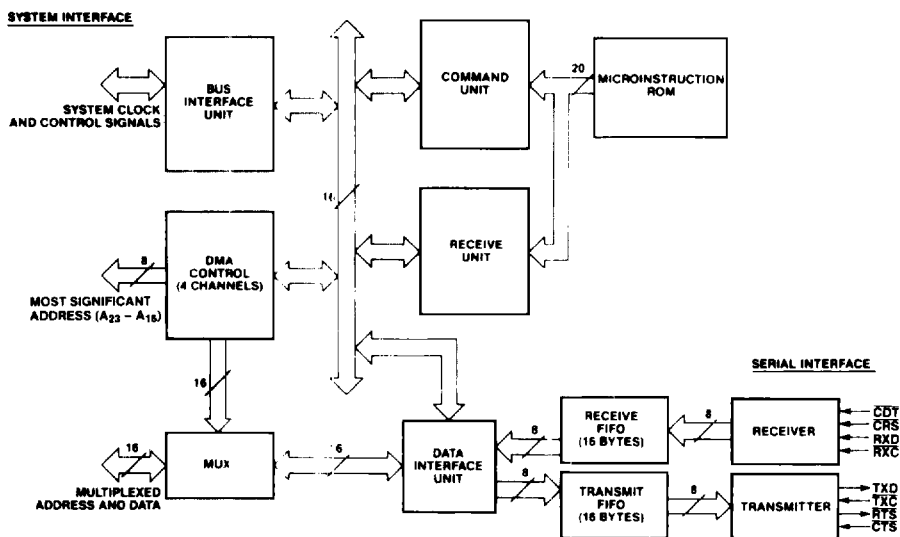 SYSTEM INTERFACE
BUS
INTERFACE
UNIT
SYSTEM CLOCK
AND CONTROL SIGNALS
COMMAND
UNIT
20
MICROINSTRUCTION
ROM
RECEIVE
UNIT
8
DMA
CONTROL
(4 CHANNELS)
MOST SIGNIFICANT
ADDRESS (A23 – A16)
16
16
MUX
MULTIPLEXED
ADDRESS AND DATA
6
DATA
INTERFACE
UNIT
SERIAL INTERFACE
8
RECEIVE
FIFO
(16 BYTES)
8
RECEIVER
CDT
CRS
RXD
RXC
8
TRANSMIT
FIFO
(16 BYTES)
8
TRANSMITTER
TXD
TXC
RTS
CTS